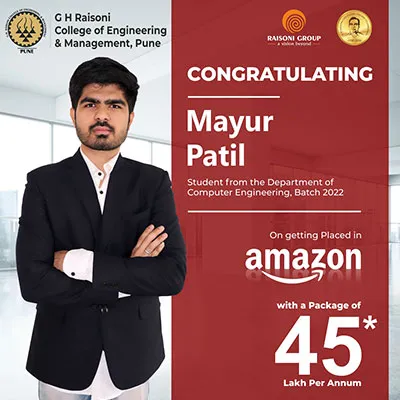 G H Raisoni
College of Engineering
& Management, Pune
PUNE
RAISONI GROUP
a vision beyond
CONGRATULATING
Mayur
Patil
Student from the Department of
Computer Engineering, Batch 2022
On getting Placed in
amazon
with a Package of
45*
Lakh Per Annum